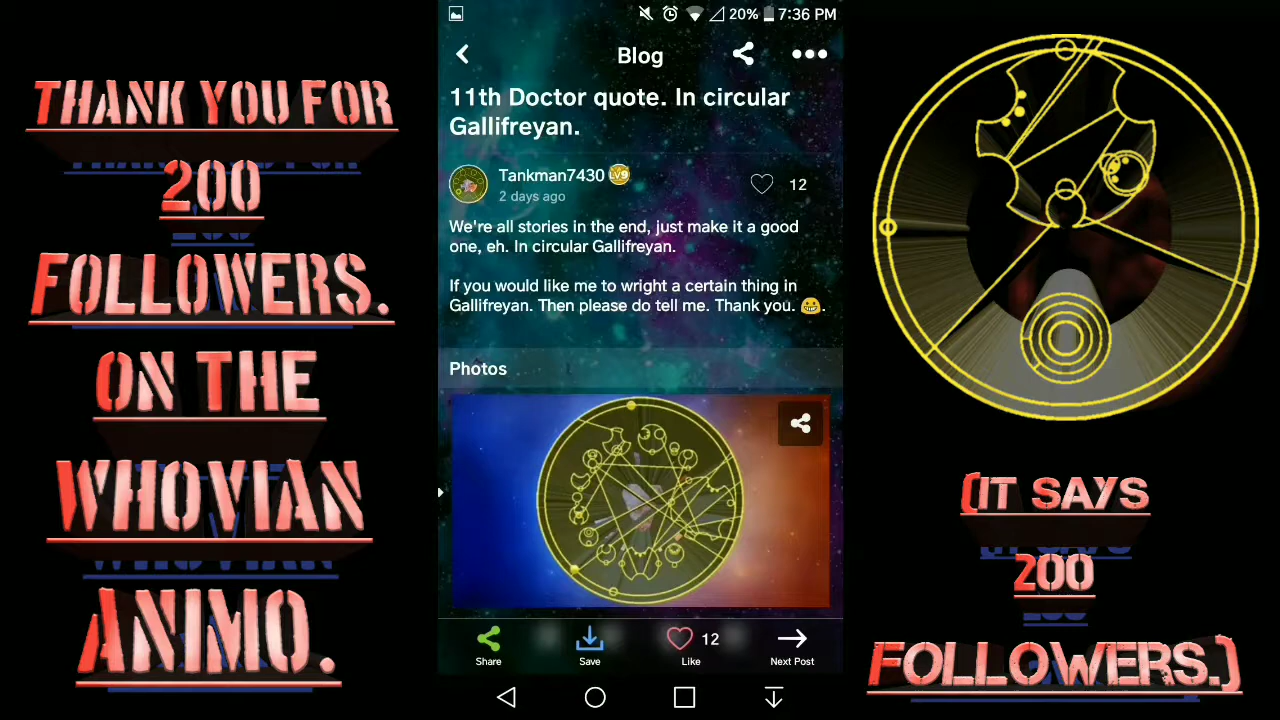 THANK YOU FOR
200
FOLLOWERS.
ON THE
WHOVIAN
ANIMO.
20% 7:36 PM
Blog
11th Doctor quote. In circular
Gallifreyan.
Tankman7430 LV9
2 days ago
12
We're all stories in the end, just make it a good
one, eh. In circular Gallifreyan.
If you would like me to wright a certain thing in
Gallifreyan. Then please do tell me. Thank you. 😀.
Photos
12
Share
Save
Like
Next Post
(IT SAYS
200
FOLLOWERS.)